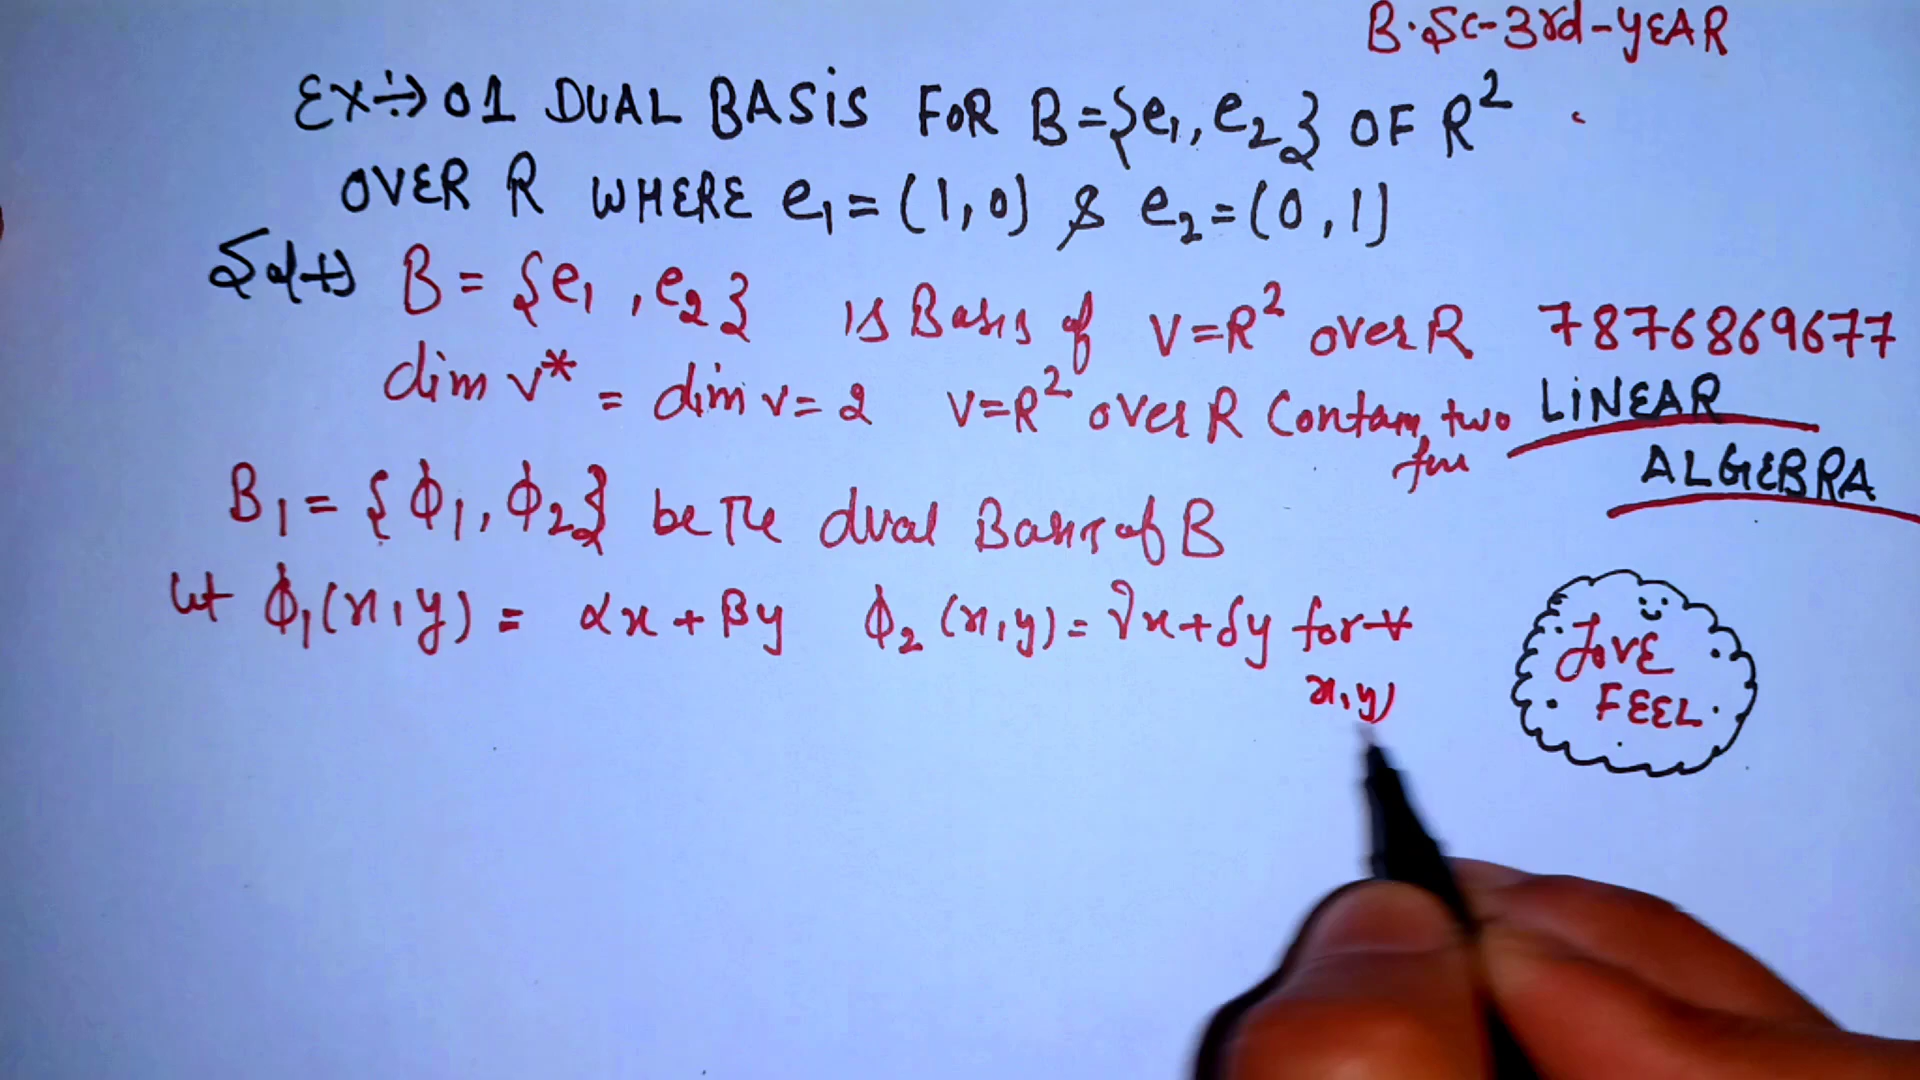 B.Sc-3rd-YEAR
EX:→ 01 DUAL BASIS FOR B={e₁, e₂} OF R²
OVER R WHERE e₁=(1,0) & e₂=(0,1)
Sol→ B = {e₁, e₂} is Basis of V=R² over R
7876869677
dim V* = dim V = 2 V=R² over R Contain two
LINEAR
ALGEBRA
B₁ = {Φ₁, Φ₂} be The dual Basis of B
let Φ₁(x,y) = αx + βy Φ₂(x,y) = γx+δy for ∀
x,y
LOVE
FEEL